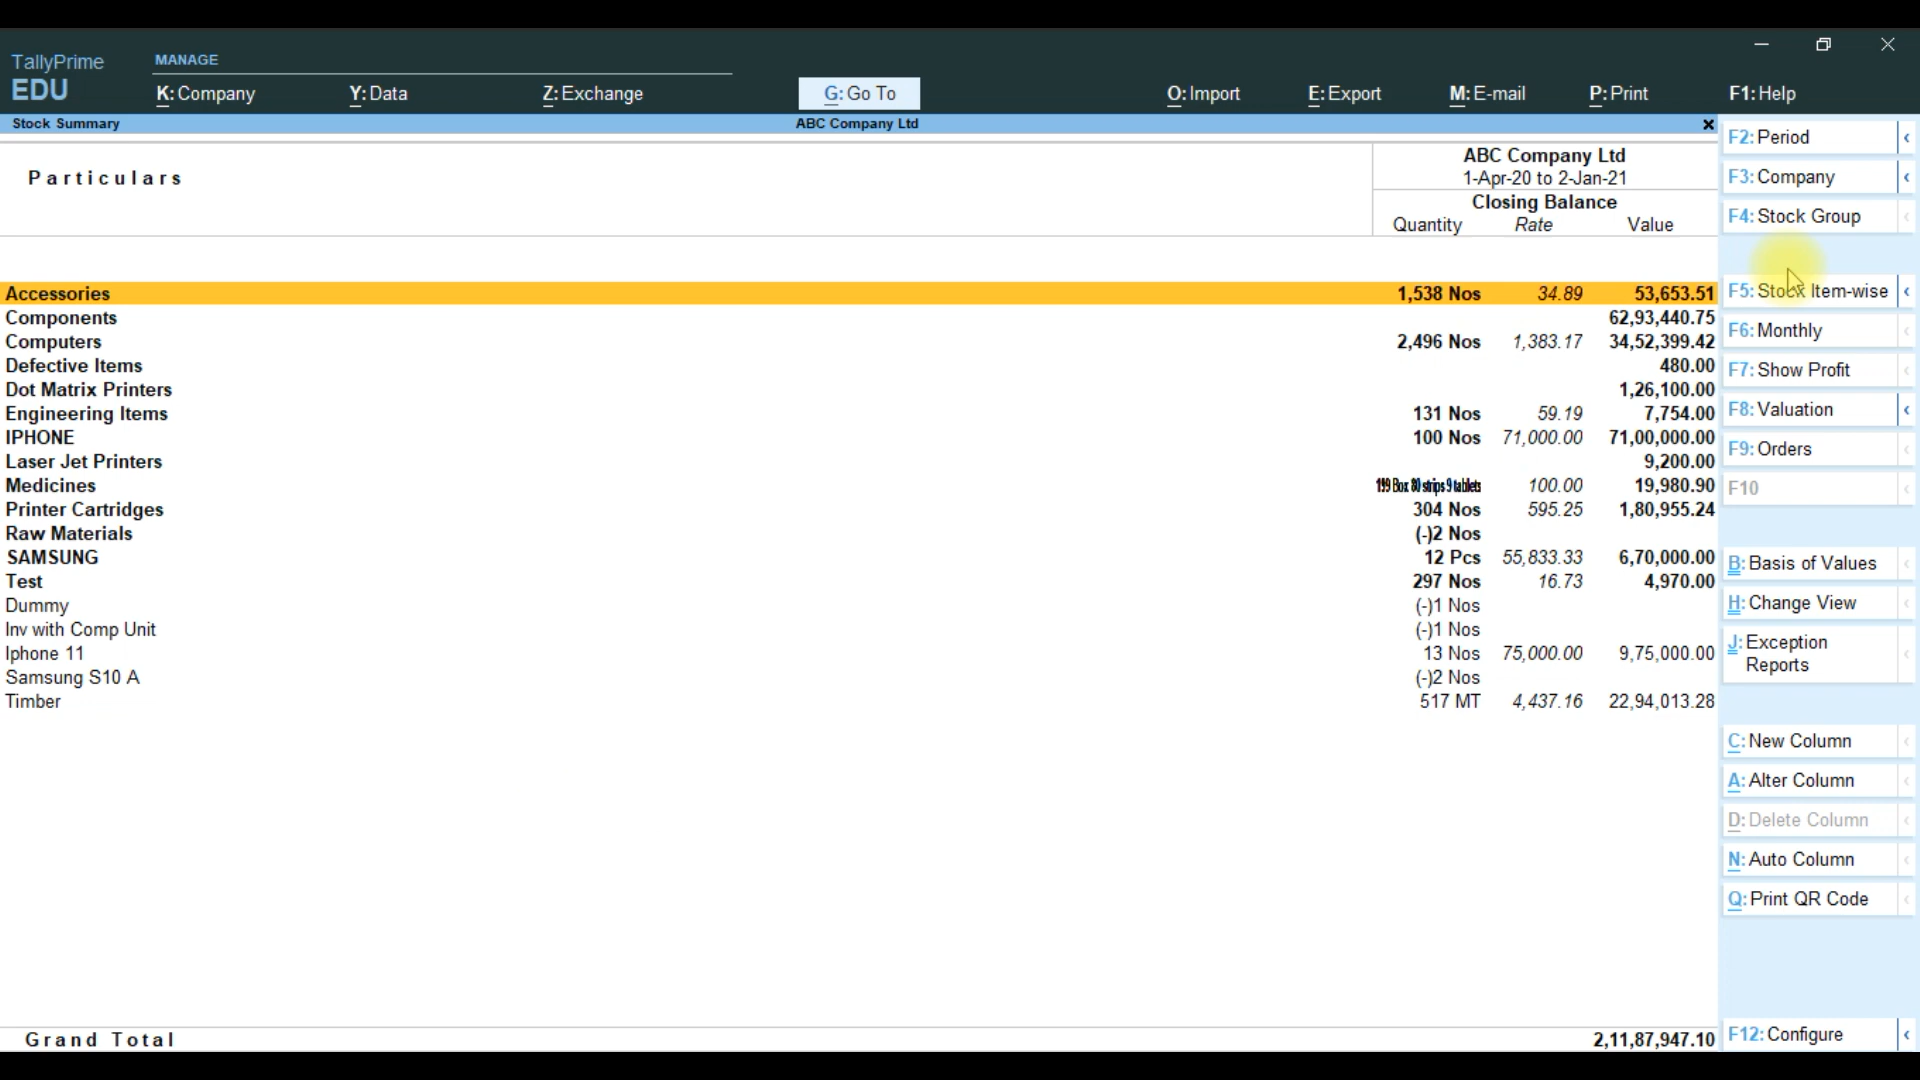 TallyPrime
EDU
MANAGE
K: Company Y: Data Z: Exchange G: Go To O: Import E: Export M: E-mail P: Print F1: Help
Stock Summary ABC Company Ltd
Particulars
ABC Company Ltd
1-Apr-20 to 2-Jan-21
Closing Balance
Quantity Rate Value
Accessories 1,538 Nos 34.89 53,653.51
Components 62,93,440.75
Computers 2,496 Nos 1,383.17 34,52,399.42
Defective Items 480.00
Dot Matrix Printers 1,26,100.00
Engineering Items 131 Nos 59.19 7,754.00
IPHONE 100 Nos 71,000.00 71,00,000.00
Laser Jet Printers 9,200.00
Medicines 199 Box 80 strips 9 tablets 100.00 19,980.90
Printer Cartridges 304 Nos 595.25 1,80,955.24
Raw Materials (-)2 Nos
SAMSUNG 12 Pcs 55,833.33 6,70,000.00
Test 297 Nos 16.73 4,970.00
Dummy (-)1 Nos
Inv with Comp Unit (-)1 Nos
Iphone 11 13 Nos 75,000.00 9,75,000.00
Samsung S10 A (-)2 Nos
Timber 517 MT 4,437.16 22,94,013.28
Grand Total 2,11,87,947.10
F2: Period
F3: Company
F4: Stock Group
F5: Stock Item-wise
F6: Monthly
F7: Show Profit
F8: Valuation
F9: Orders
F10
B: Basis of Values
H: Change View
J: Exception
Reports
C: New Column
A: Alter Column
D: Delete Column
N: Auto Column
Q: Print QR Code
F12: Configure